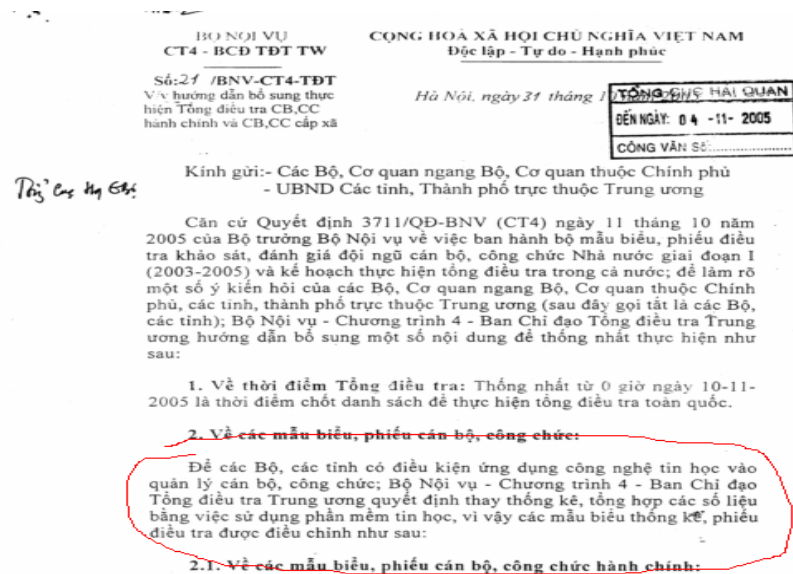 BỘ NỘI VỤ
CT4 - BCĐ TĐT TW
CỘNG HOÀ XÃ HỘI CHỦ NGHĨA VIỆT NAM
Độc lập - Tự do - Hạnh phúc
Số:21 /BNV-CT4-TĐT
V/v hướng dẫn bổ sung thực
hiện Tổng điều tra CB,CC
hành chính và CB,CC cấp xã
Hà Nội, ngày 31 tháng
TỔNG CỤC HẢI QUAN
ĐẾN NGÀY: 04 -11- 2005
CÔNG VĂN SỐ:
Kính gửi:- Các Bộ, Cơ quan ngang Bộ, Cơ quan thuộc Chính phủ
- UBND Các tỉnh, Thành phố trực thuộc Trung ương
Căn cứ Quyết định 3711/QĐ-BNV (CT4) ngày 11 tháng 10 năm
2005 của Bộ trưởng Bộ Nội vụ về việc ban hành bộ mẫu biểu, phiếu điều
tra khảo sát, đánh giá đội ngũ cán bộ, công chức Nhà nước giai đoạn I
(2003-2005) và kế hoạch thực hiện tổng điều tra trong cả nước; để làm rõ
một số ý kiến hỏi của các Bộ, Cơ quan ngang Bộ, Cơ quan thuộc Chính
phủ, các tỉnh, thành phố trực thuộc Trung ương (sau đây gọi tắt là các Bộ,
các tỉnh); Bộ Nội vụ - Chương trình 4 - Ban Chỉ đạo Tổng điều tra Trung
ương hướng dẫn bổ sung một số nội dung để thống nhất thực hiện như
sau:
1. Về thời điểm Tổng điều tra: Thống nhất từ 0 giờ ngày 10-11-
2005 là thời điểm chốt danh sách để thực hiện tổng điều tra toàn quốc.
2. Về các mẫu biểu, phiếu cán bộ, công chức:
Để các Bộ, các tỉnh có điều kiện ứng dụng công nghệ tin học vào
quản lý cán bộ, công chức; Bộ Nội vụ - Chương trình 4 - Ban Chỉ đạo
Tổng điều tra Trung ương quyết định thay thống kê, tổng hợp các số liệu
bằng việc sử dụng phần mềm tin học, vì vậy các mẫu biểu thống kê, phiếu
điều tra được điều chỉnh như sau:
2.1. Về các mẫu biểu, phiếu cán bộ, công chức hành chính: